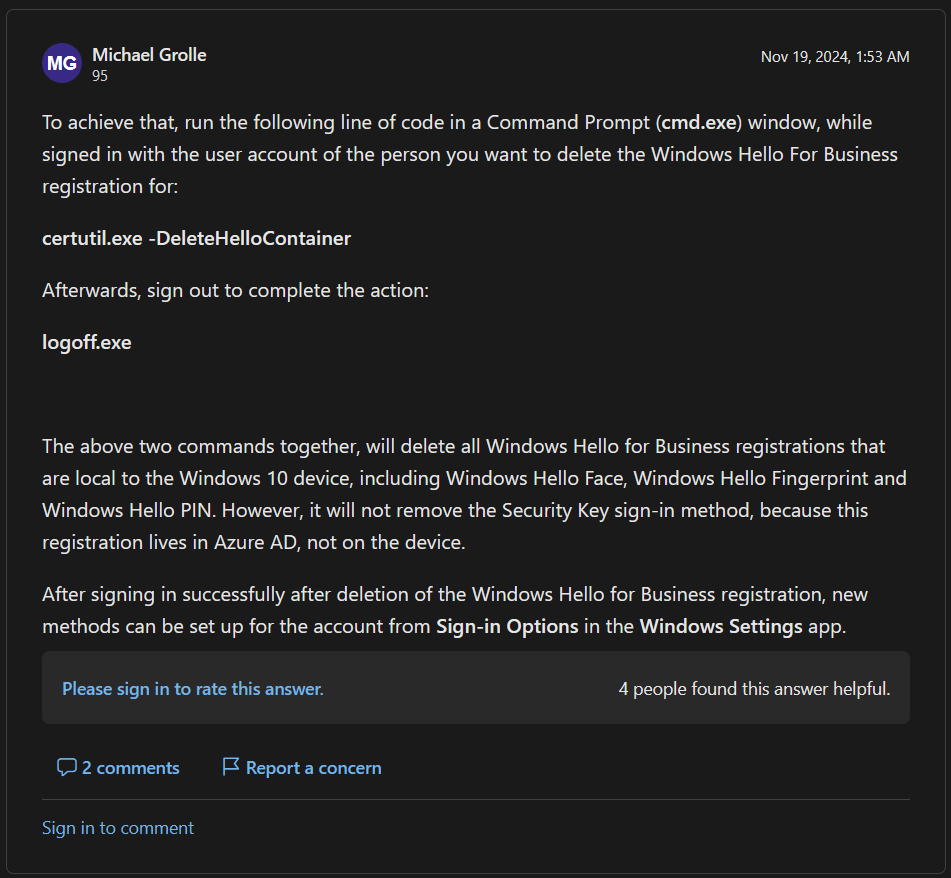 MG
Michael Grolle
95
Nov 19, 2024, 1:53 AM
To achieve that, run the following line of code in a Command Prompt (cmd.exe) window, while
signed in with the user account of the person you want to delete the Windows Hello For Business
registration for:
certutil.exe -DeleteHelloContainer
Afterwards, sign out to complete the action:
logoff.exe
The above two commands together, will delete all Windows Hello for Business registrations that
are local to the Windows 10 device, including Windows Hello Face, Windows Hello Fingerprint and
Windows Hello PIN. However, it will not remove the Security Key sign-in method, because this
registration lives in Azure AD, not on the device.
After signing in successfully after deletion of the Windows Hello for Business registration, new
methods can be set up for the account from Sign-in Options in the Windows Settings app.
Please sign in to rate this answer.
4 people found this answer helpful.
2 comments
Report a concern
Sign in to comment